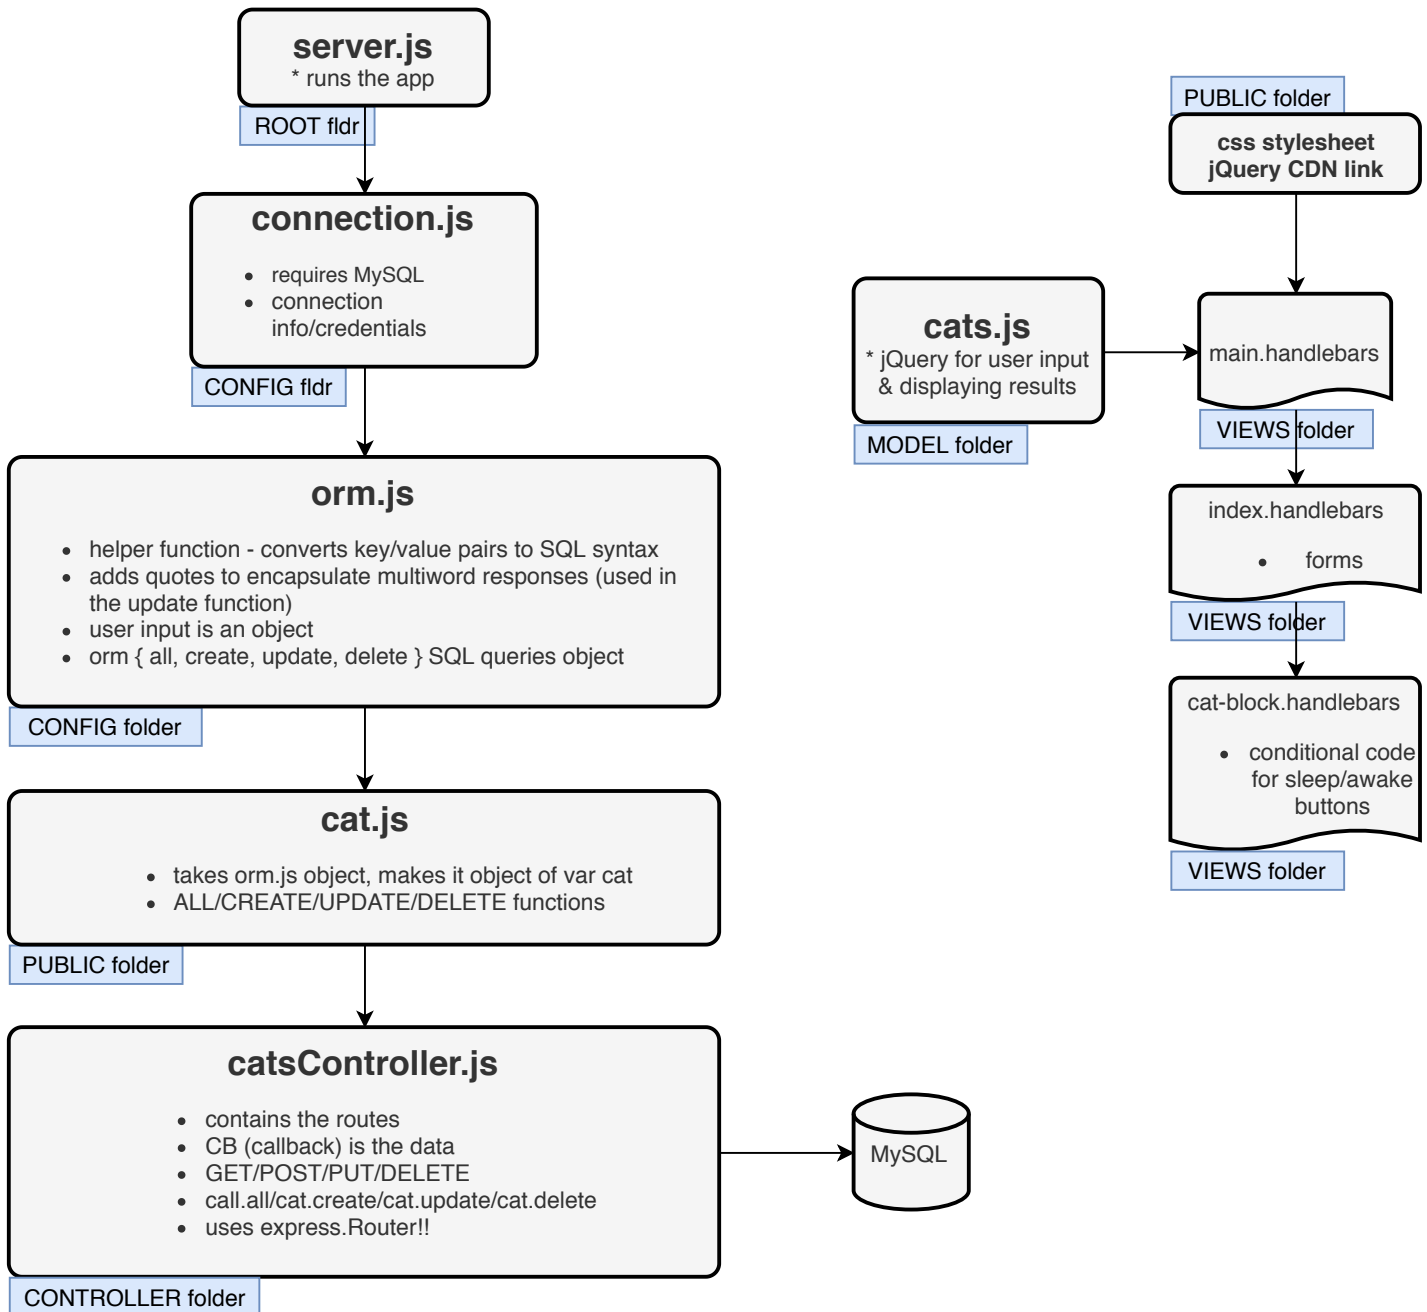 server.js
* runs the app
ROOT fldr
connection.js
• requires MySQL
• connection
info/credentials
CONFIG fldr
orm.js
• helper function - converts key/value pairs to SQL syntax
• adds quotes to encapsulate multiword responses (used in
the update function)
• user input is an object
• orm { all, create, update, delete } SQL queries object
CONFIG folder
cat.js
• takes orm.js object, makes it object of var cat
• ALL/CREATE/UPDATE/DELETE functions
PUBLIC folder
catsController.js
• contains the routes
• CB (callback) is the data
• GET/POST/PUT/DELETE
• call.all/cat.create/cat.update/cat.delete
• uses express.Router!!
CONTROLLER folder
MySQL
PUBLIC folder
css stylesheet
jQuery CDN link
cats.js
* jQuery for user input
& displaying results
MODEL folder
main.handlebars
VIEWS folder
index.handlebars
• forms
VIEWS folder
cat-block.handlebars
• conditional code
for sleep/awake
buttons
VIEWS folder